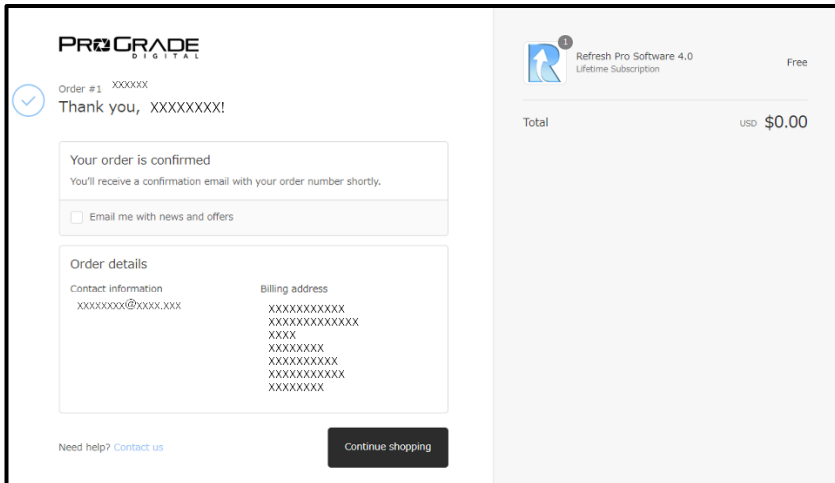 PROGRADE
DIGITAL
Order #1 XXXXXX
Thank you, XXXXXXXX!
Your order is confirmed
You'll receive a confirmation email with your order number shortly.
Email me with news and offers
Order details
Contact information
XXXXXXXX@XXXX.XXX
Billing address
XXXXXXXXXXX
XXXXXXXXXXXXX
XXXX
XXXXXXXX
XXXXXXXXXX
XXXXXXXXXXX
XXXXXXXX
Need help? Contact us
Continue shopping
1
Refresh Pro Software 4.0
Lifetime Subscription
Free
Total
USD $0.00